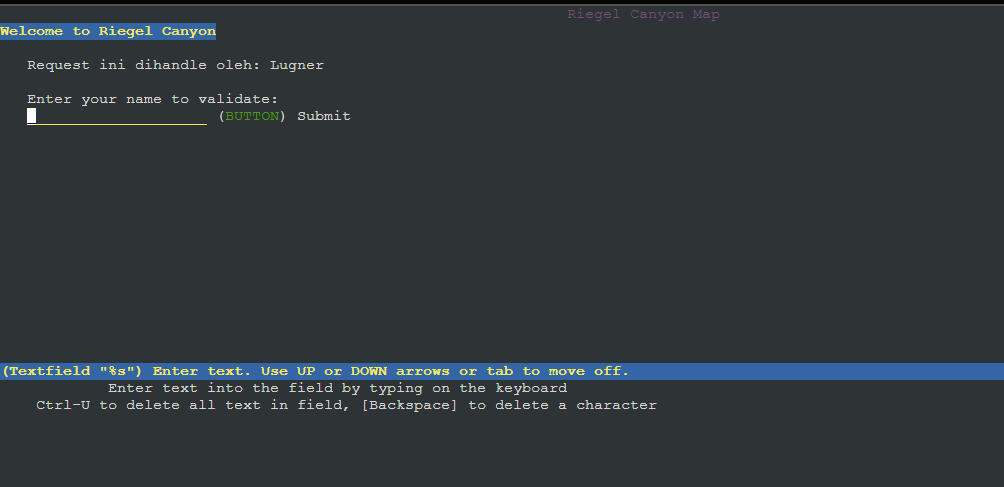 Riegel Canyon Map
Welcome to Riegel Canyon
Request ini dihandle oleh: Lugner
Enter your name to validate:
(BUTTON) Submit
(Textfield "%s") Enter text. Use UP or DOWN arrows or tab to move off.
Enter text into the field by typing on the keyboard
Ctrl-U to delete all text in field, [Backspace] to delete a character